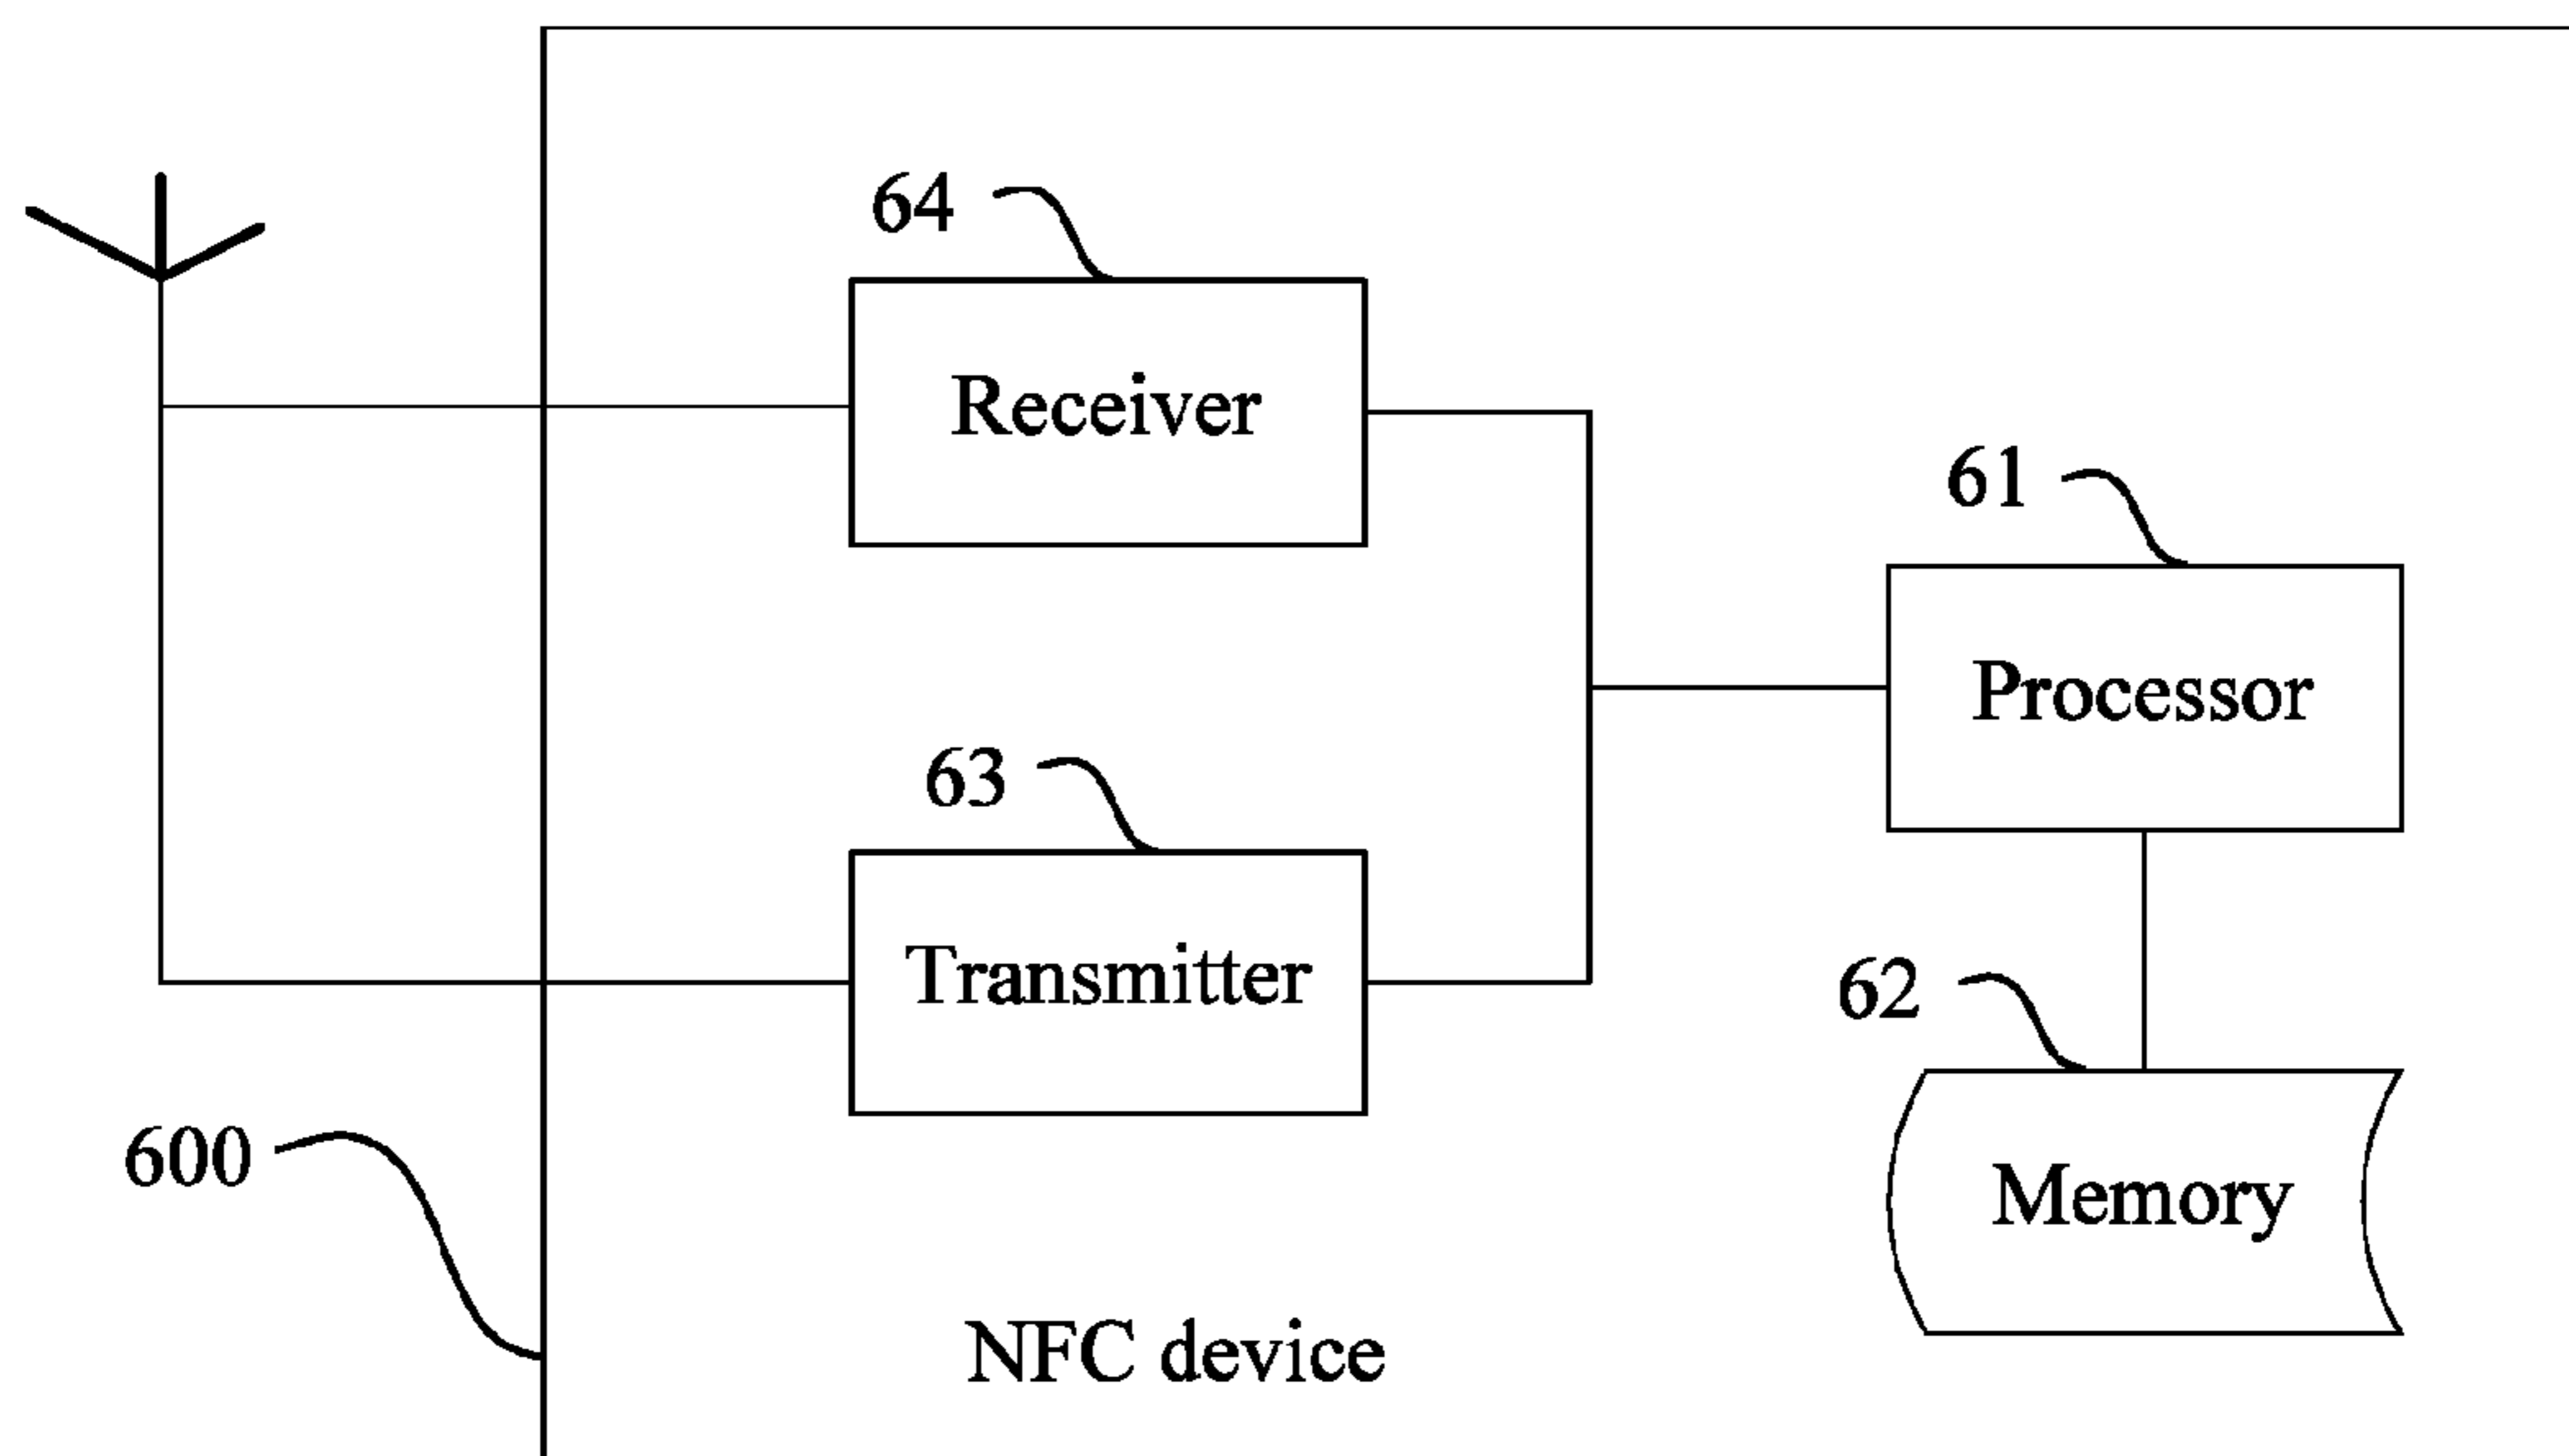 64
Receiver
61
Processor
63
Transmitter
62
600
Memory
NFC device